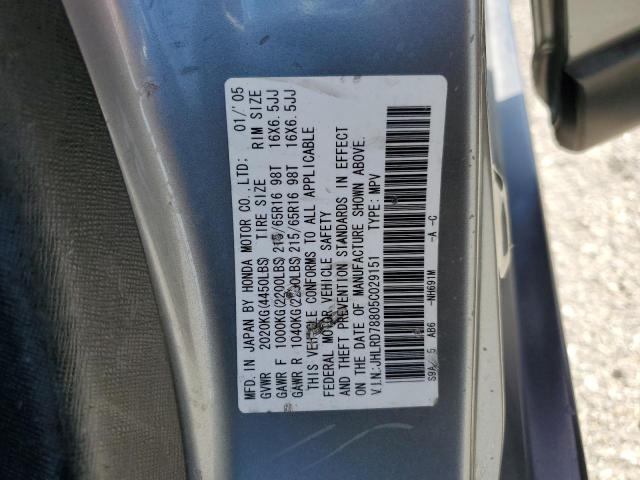 MFD. IN JAPAN BY HONDA MOTOR CO., LTD: 01/'05
GVWR 2020KG(4450LBS) TIRE SIZE RIM SIZE
GAWR F 1000KG(2200LBS) 215/65R16 98T 16X6.5JJ
GAWR R 1040KG(2290LBS) 215/65R16 98T 16X6.5JJ
THIS VEHICLE CONFORMS TO ALL APPLICABLE
FEDERAL MOTOR VEHICLE SAFETY
AND THEFT PREVENTION STANDARDS IN EFFECT
ON THE DATE OF MANUFACTURE SHOWN ABOVE.
V.I.N:JHLRD78805C029151 TYPE: MPV
S9A 5 AB6 -NH691M -A -C